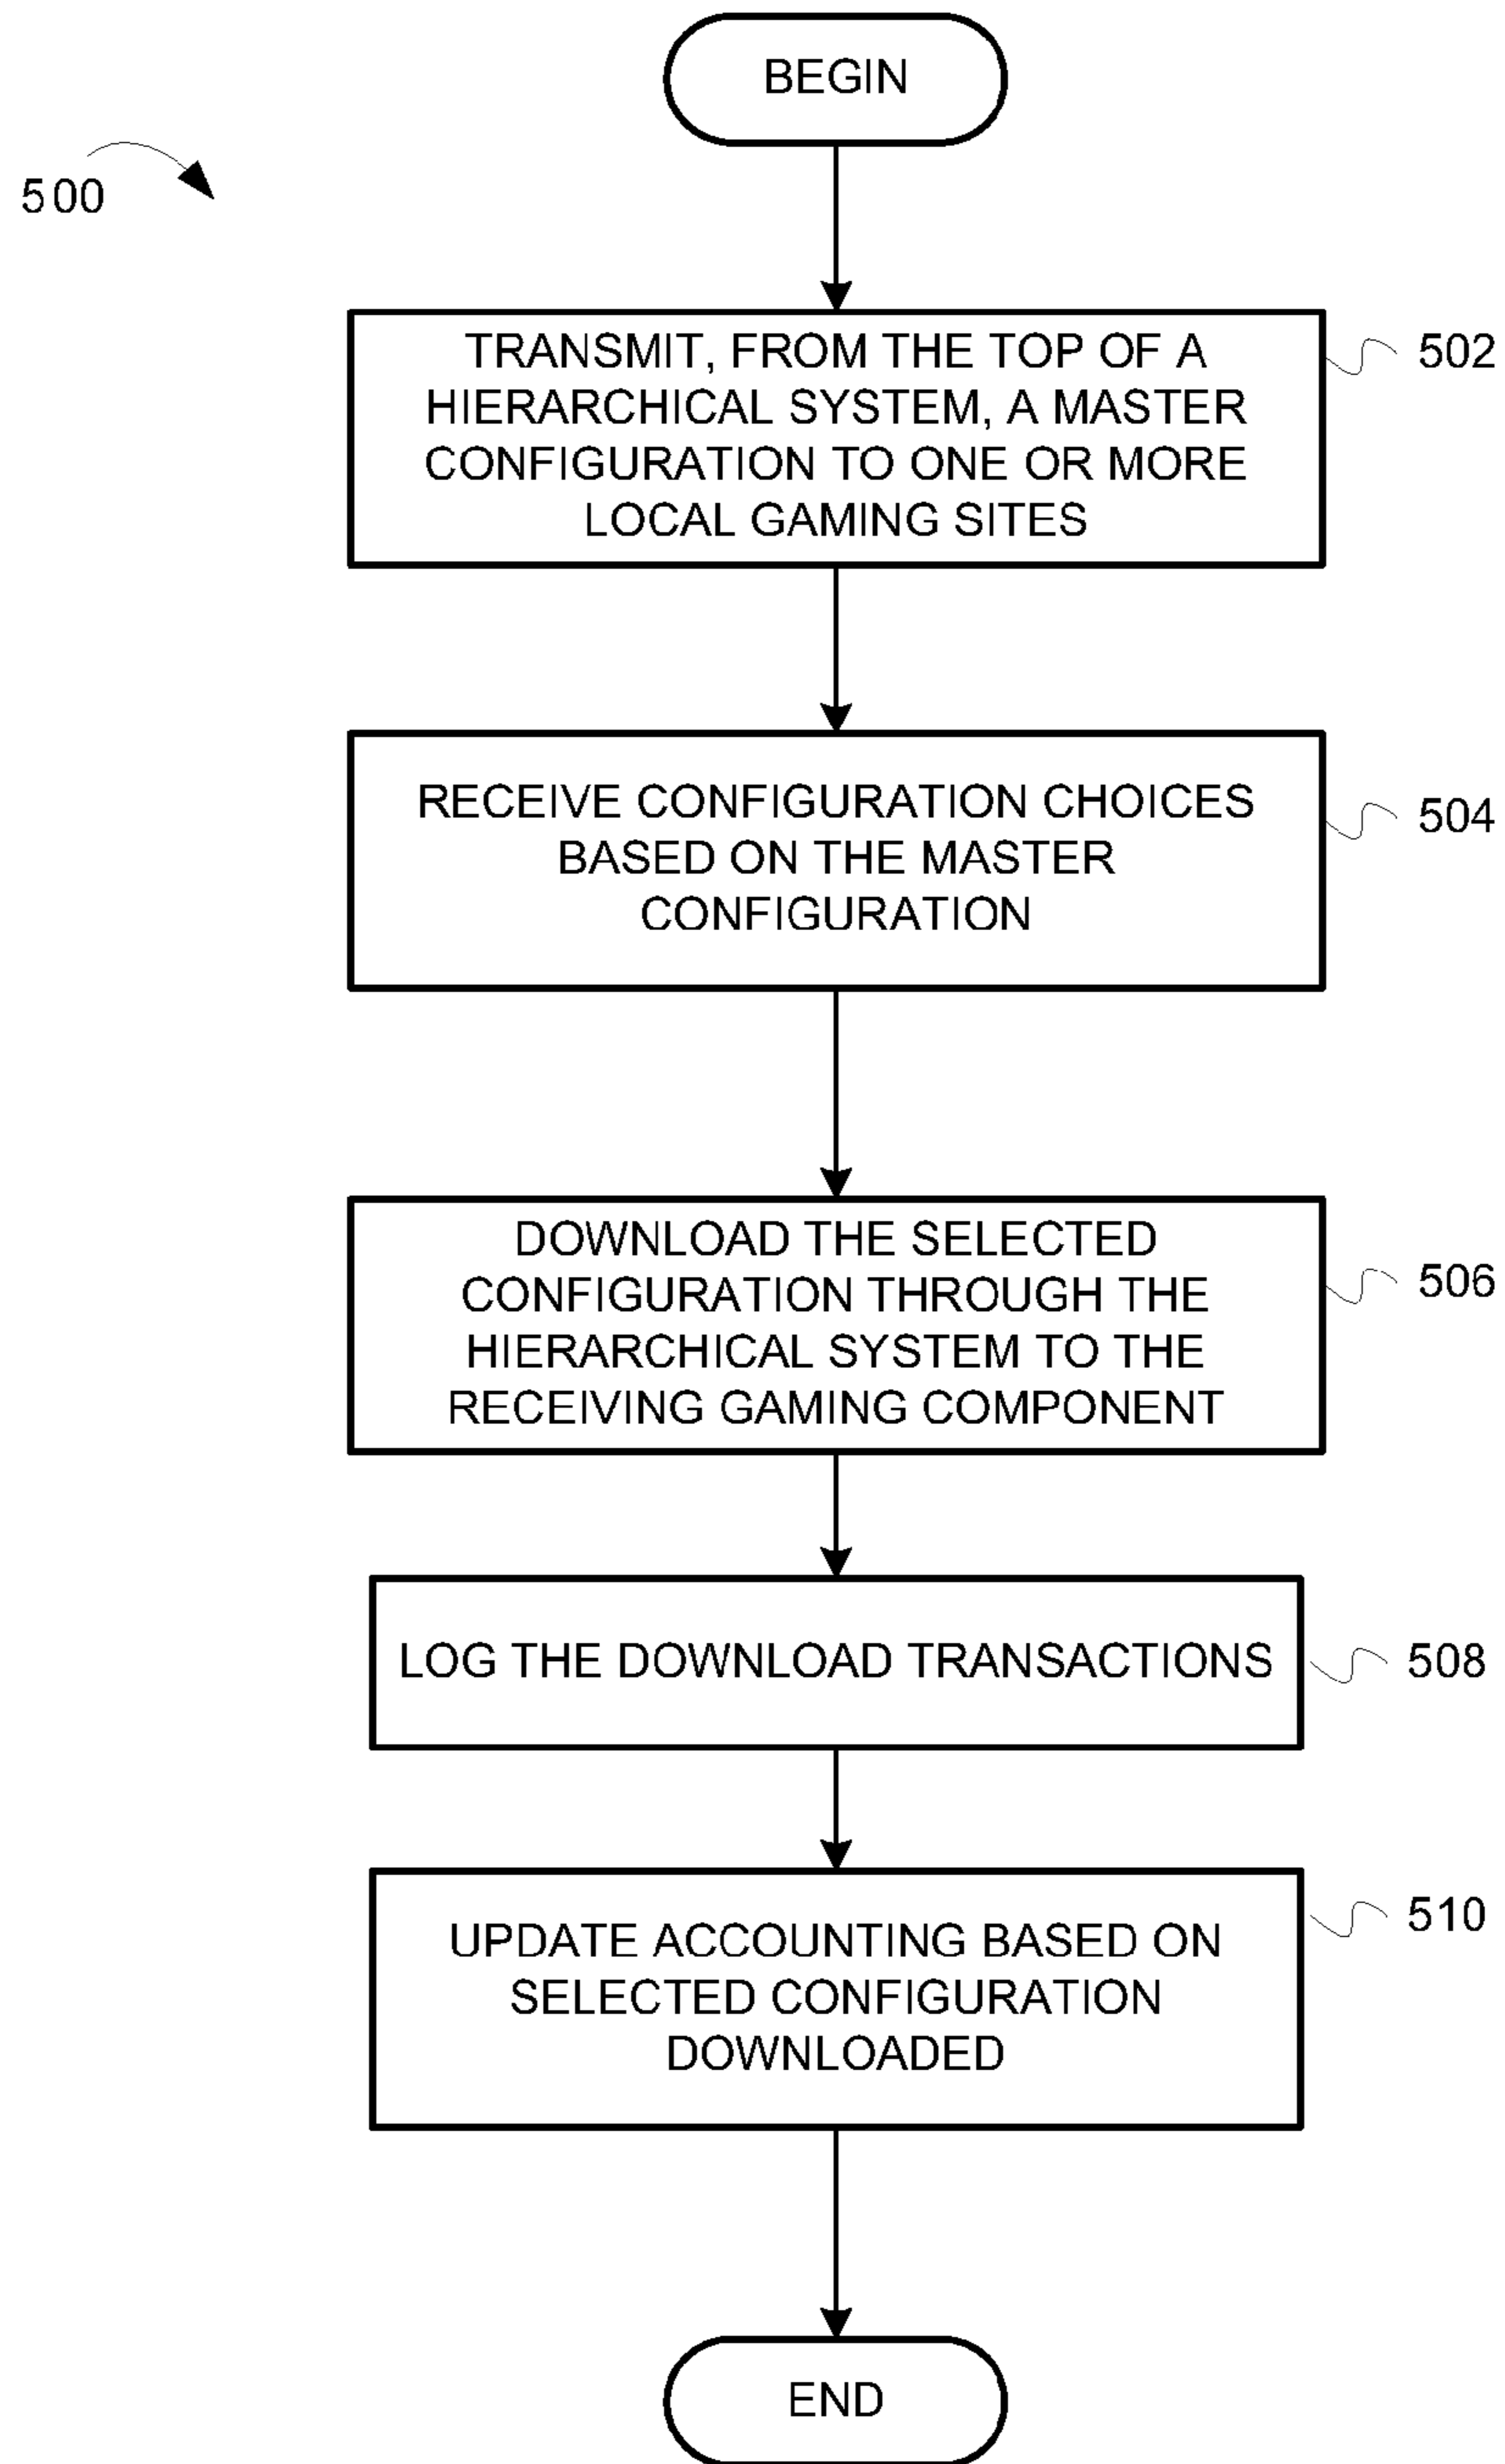 BEGIN
500
TRANSMIT, FROM THE TOP OF A
HIERARCHICAL SYSTEM, A MASTER
CONFIGURATION TO ONE OR MORE
LOCAL GAMING SITES
502
RECEIVE CONFIGURATION CHOICES
BASED ON THE MASTER
CONFIGURATION
504
DOWNLOAD THE SELECTED
CONFIGURATION THROUGH THE
HIERARCHICAL SYSTEM TO THE
RECEIVING GAMING COMPONENT
506
LOG THE DOWNLOAD TRANSACTIONS
508
UPDATE ACCOUNTING BASED ON
SELECTED CONFIGURATION
DOWNLOADED
510
END